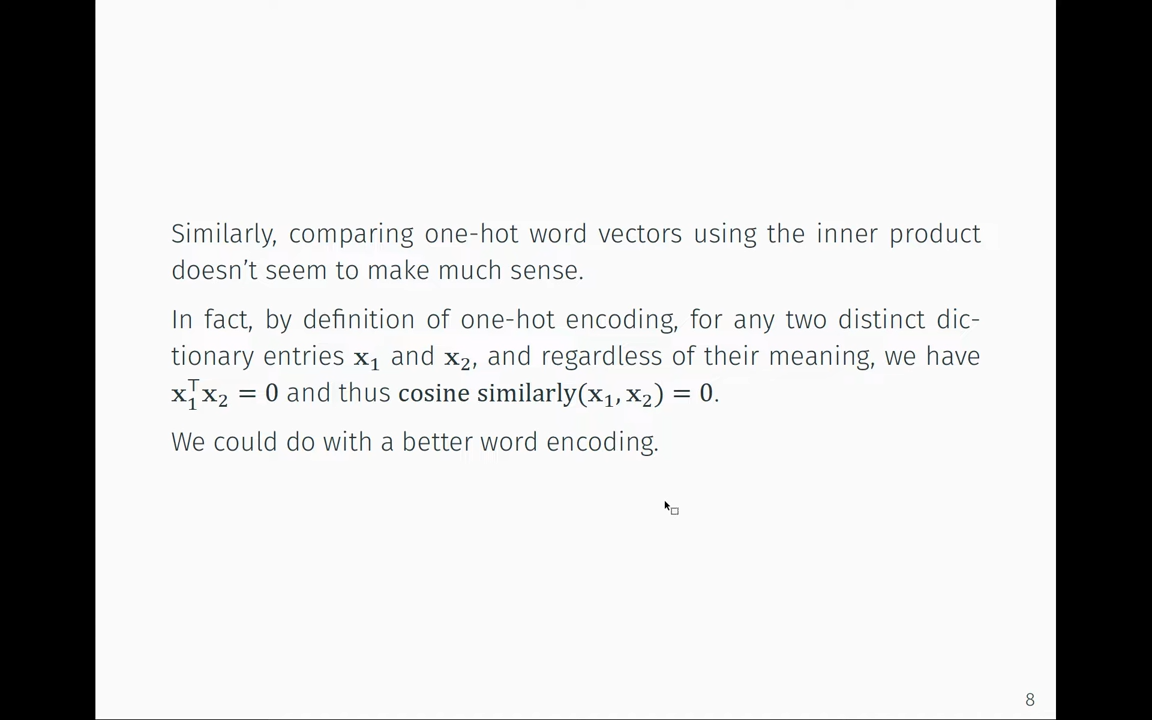 Similarly, comparing one-hot word vectors using the inner product
doesn't seem to make much sense.
In fact, by definition of one-hot encoding, for any two distinct dic-
tionary entries x₁ and x₂, and regardless of their meaning, we have
x₁ᵀx₂ = 0 and thus cosine similarly(x₁, x₂) = 0.
We could do with a better word encoding.
8